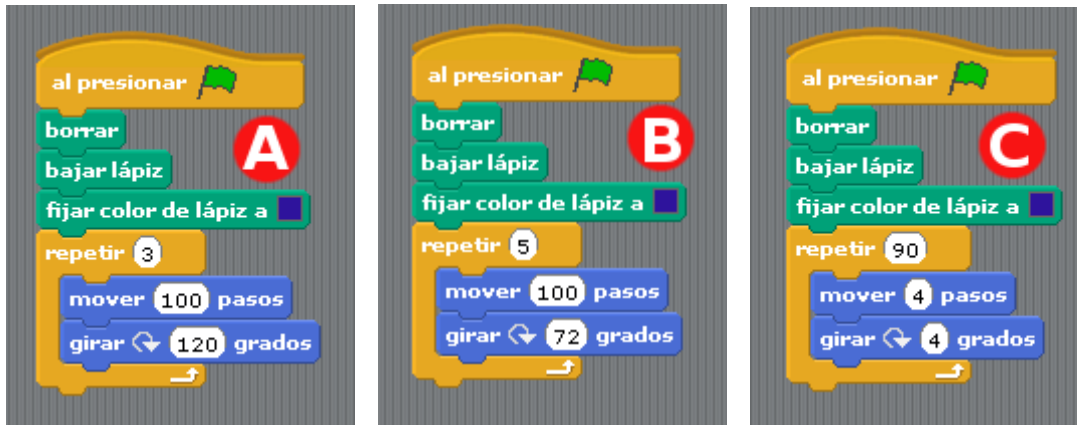 al presionar
borrar
A
bajar lápiz
fijar color de lápiz a
repetir 3
mover 100 pasos
girar 120 grados
al presionar
borrar
B
bajar lápiz
fijar color de lápiz a
repetir 5
mover 100 pasos
girar 72 grados
al presionar
borrar
C
bajar lápiz
fijar color de lápiz a
repetir 90
mover 4 pasos
girar 4 grados